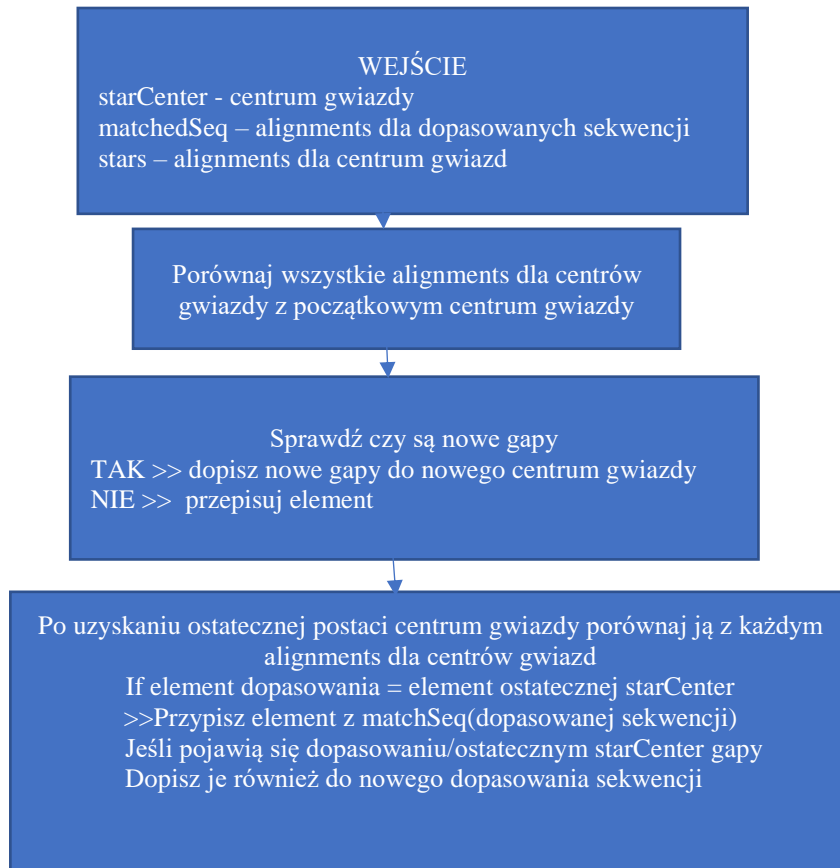 WEJŚCIE
starCenter - centrum gwiazdy
matchedSeq – alignments dla dopasowanych sekwencji
stars – alignments dla centrum gwiazd
Porównaj wszystkie alignments dla centrów
gwiazdy z początkowym centrum gwiazdy
Sprawdź czy są nowe gapy
TAK >> dopisz nowe gapy do nowego centrum gwiazdy
NIE >> przepisuj element
Po uzyskaniu ostatecznej postaci centrum gwiazdy porównaj ją z każdym
alignments dla centrów gwiazd
If element dopasowania = element ostatecznej starCenter
>>Przypisz element z matchSeq(dopasowanej sekwencji)
Jeśli pojawią się dopasowaniu/ostatecznym starCenter gapy
Dopisz je również do nowego dopasowania sekwencji